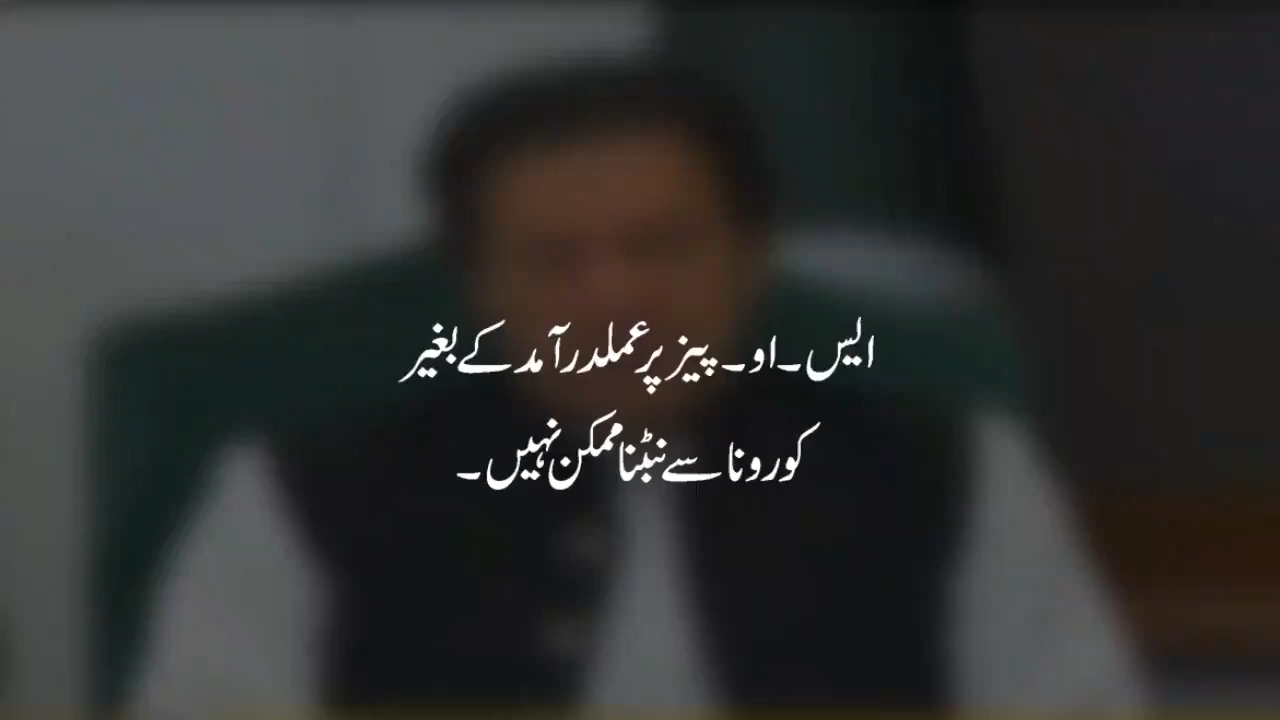 ایس۔او۔پیز پر عملدرآمد کے بغیر
کورونا سے نبٹنا ممکن نہیں۔